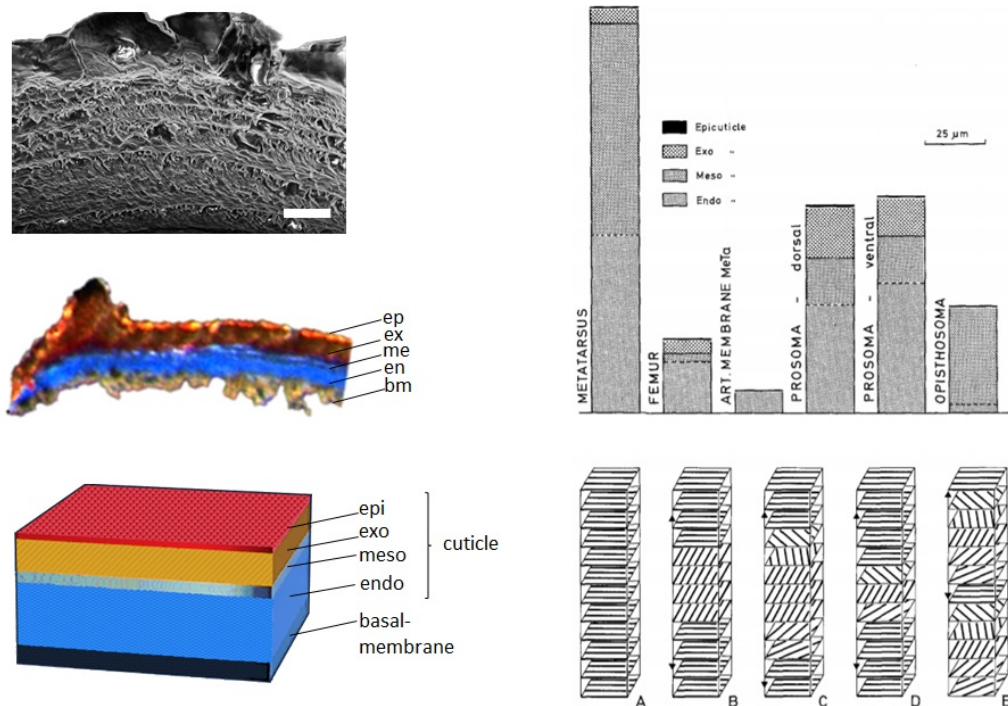 ep
ex
me
en
bm
epi
exo
meso
endo
basal-
membrane
cuticle
Epicuticle
Exo "
Meso "
Endo "
25 µm
METATARSUS
FEMUR
ART. MEMBRANE MeTa
PROSOMA - dorsal
PROSOMA - ventral
OPISTHOSOMA
A
B
C
D
E